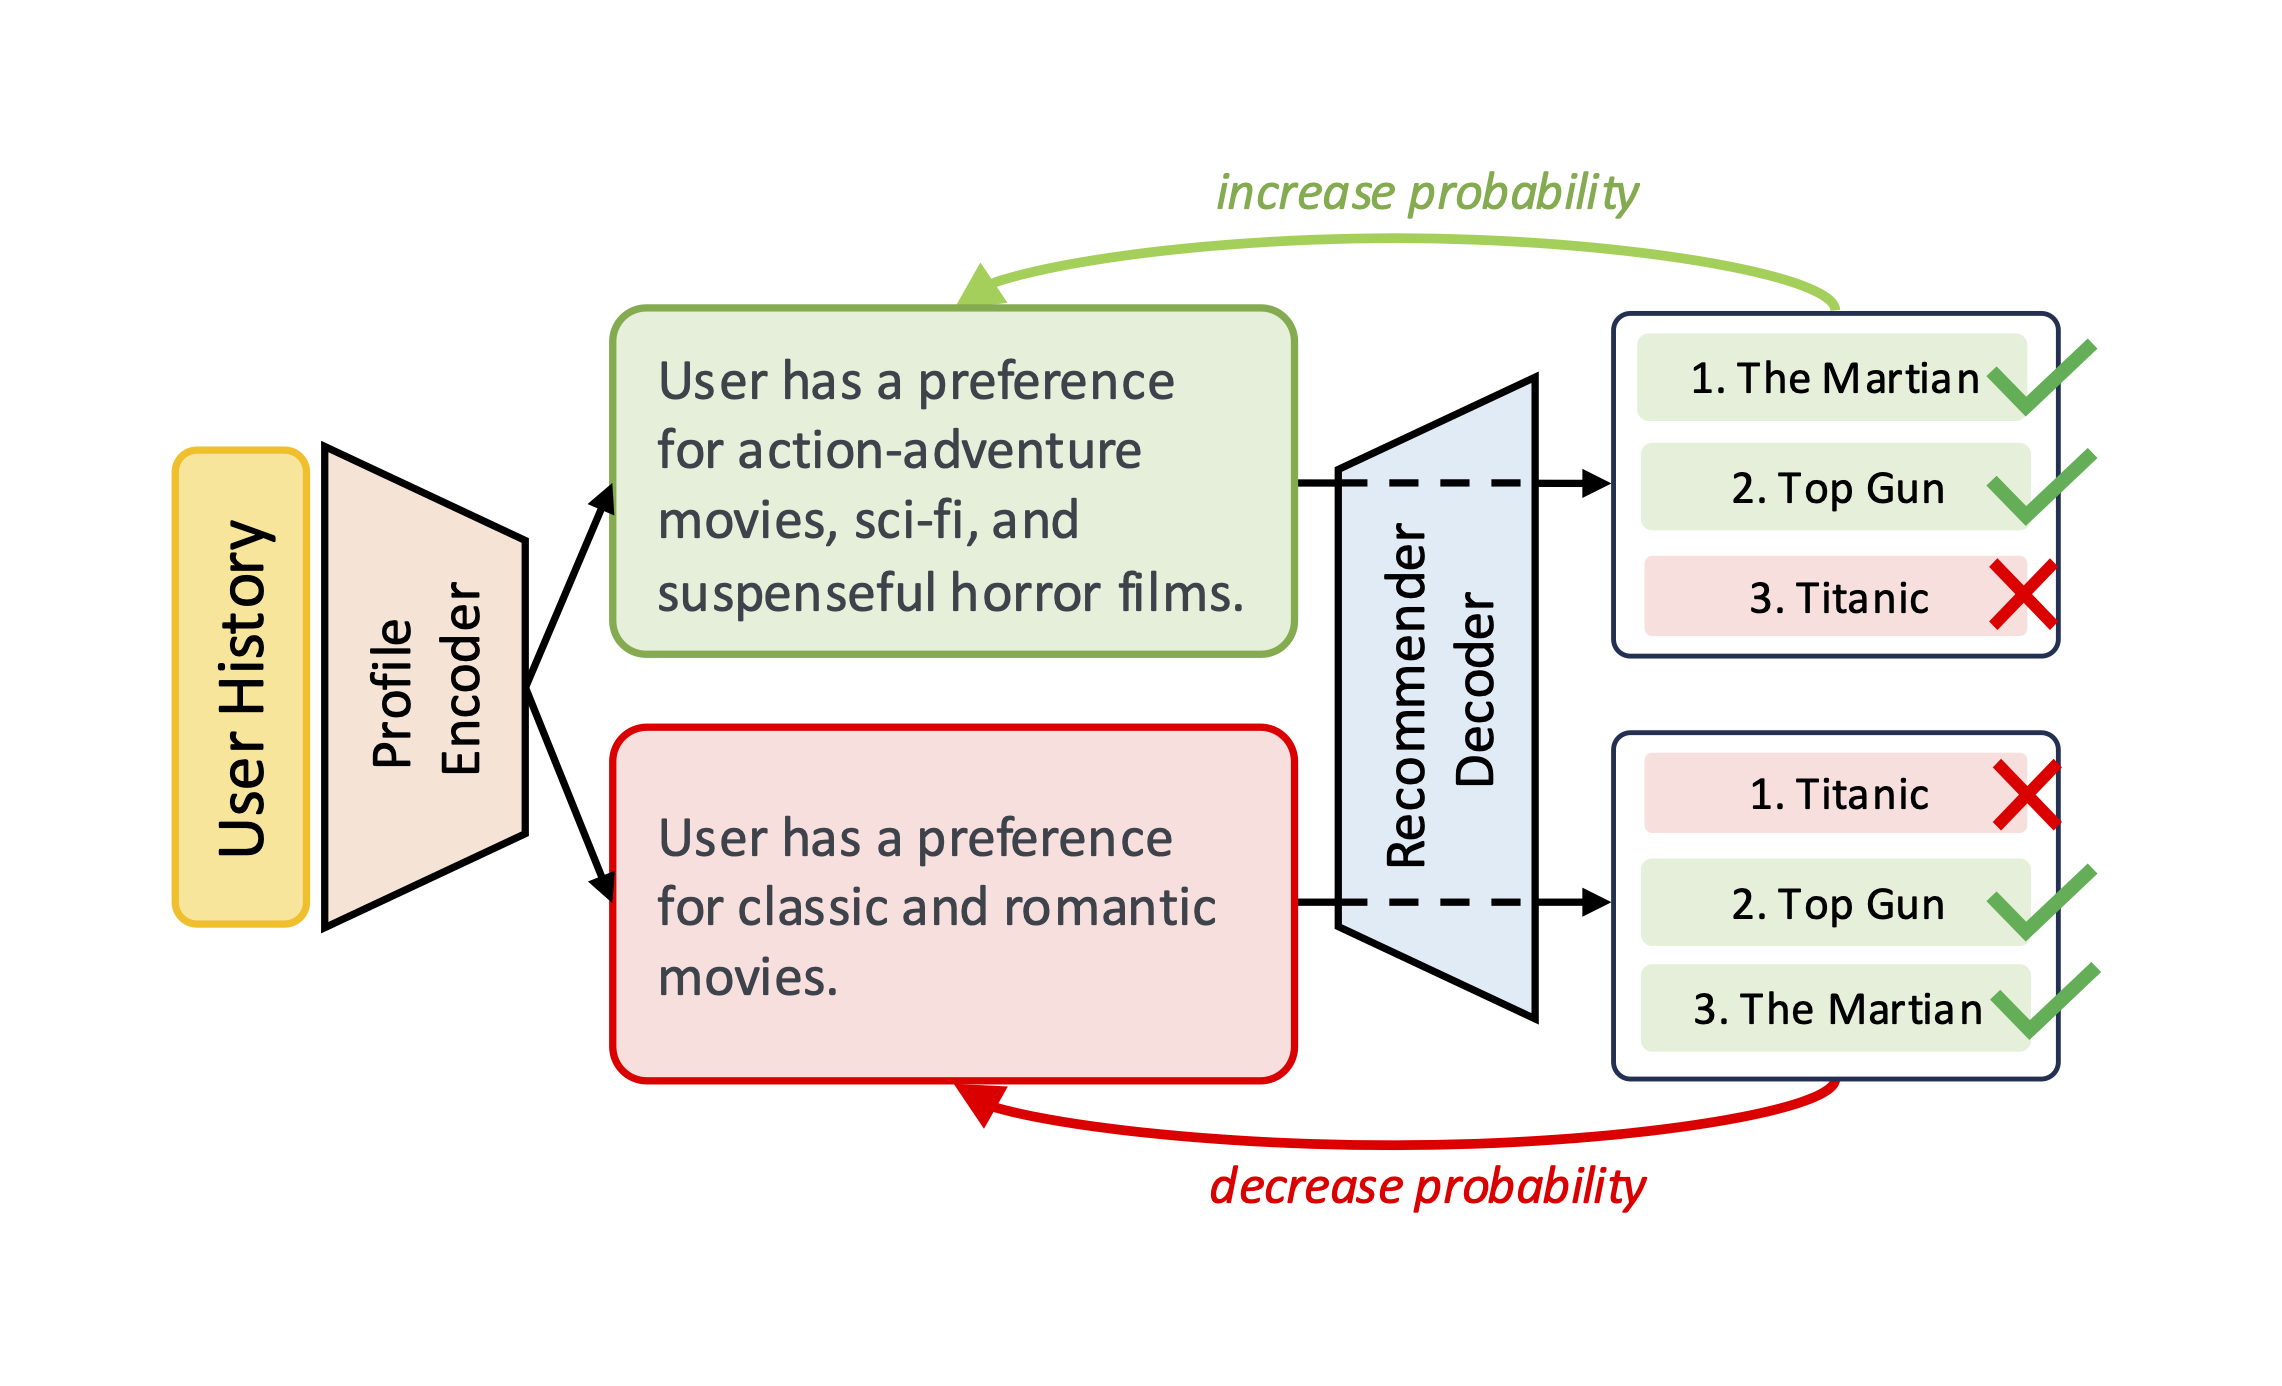 User History
Profile
Encoder
increase probability
User has a preference
for action-adventure
movies, sci-fi, and
suspenseful horror films.
User has a preference
for classic and romantic
movies.
Recommender
Decoder
1. The Martian
2. Top Gun
3. Titanic
1. Titanic
2. Top Gun
3. The Martian
decrease probability